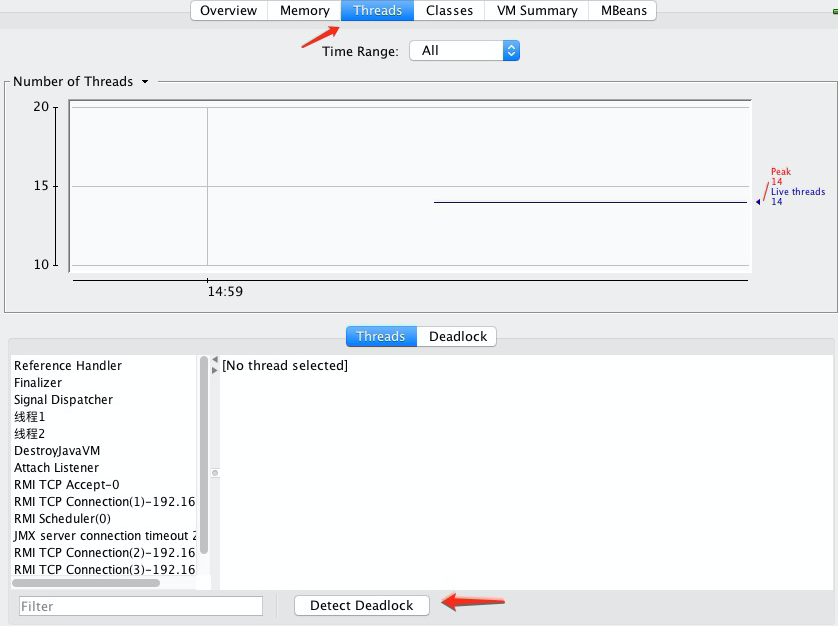 Overview Memory Threads Classes VM Summary MBeans
Time Range: All
Number of Threads
20
15
10
14:59
Peak
14
Live threads
14
Threads Deadlock
Reference Handler
Finalizer
Signal Dispatcher
线程1
线程2
DestroyJavaVM
Attach Listener
RMI TCP Accept-0
RMI TCP Connection(1)-192.16
RMI Scheduler(0)
JMX server connection timeout 2
RMI TCP Connection(2)-192.16
RMI TCP Connection(3)-192.16
[No thread selected]
Filter
Detect Deadlock